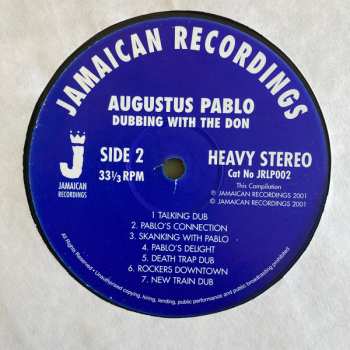 JAMAICAN RECORDINGS
AUGUSTUS PABLO
DUBBING WITH THE DON
SIDE 2
33⅓ RPM
HEAVY STEREO
Cat No JRLP002
J
JAMAICAN
RECORDINGS
This Compilation
℗ JAMAICAN RECORDINGS 2001
© JAMAICAN RECORDINGS 2001
1 TALKING DUB
2. PABLO'S CONNECTION
3. SKANKING WITH PABLO
4. PABLO'S DELIGHT
5. DEATH TRAP DUB
6. ROCKERS DOWNTOWN
7. NEW TRAIN DUB
All Rights Reserved • Unauthorized copying, hiring, lending, public performance and public broadcasting prohibited